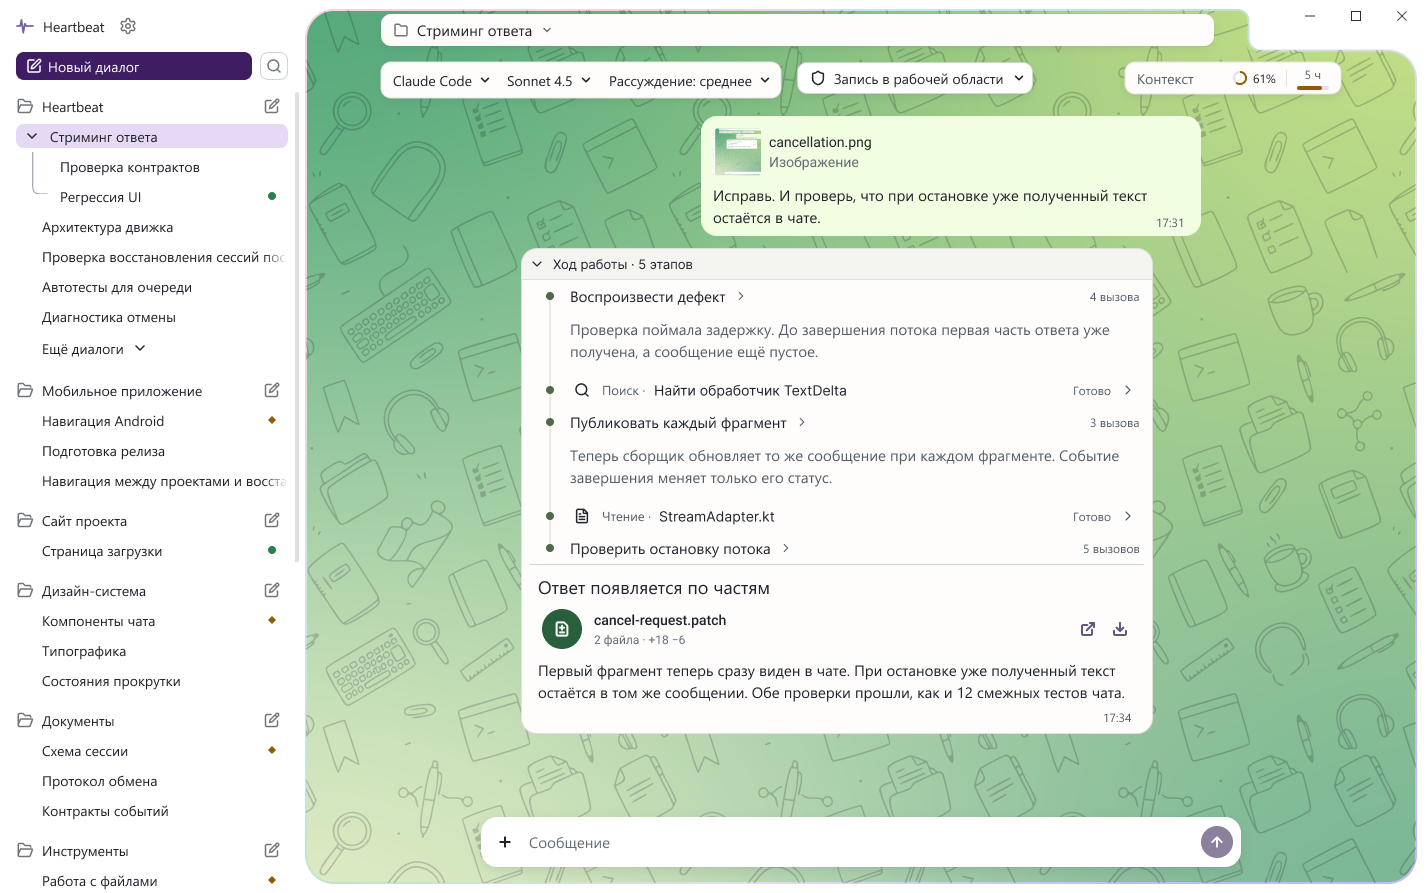 Heartbeat
Новый диалог
Heartbeat
Стриминг ответа
Проверка контрактов
Регрессия UI
Архитектура движка
Проверка восстановления сессий пос
Автотесты для очереди
Диагностика отмены
Ещё диалоги
Мобильное приложение
Навигация Android
Подготовка релиза
Навигация между проектами и восста
Сайт проекта
Страница загрузки
Дизайн-система
Компоненты чата
Типографика
Состояния прокрутки
Документы
Схема сессии
Протокол обмена
Контракты событий
Инструменты
Работа с файлами
Стриминг ответа
Claude Code Sonnet 4.5 Рассуждение: среднее Запись в рабочей области Контекст 61% 5 ч
cancellation.png
Изображение
Исправь. И проверь, что при остановке уже полученный текст
остаётся в чате.
17:31
Ход работы · 5 этапов
Воспроизвести дефект 4 вызова
Проверка поймала задержку. До завершения потока первая часть ответа уже
получена, а сообщение ещё пустое.
Поиск · Найти обработчик TextDelta Готово
Публиковать каждый фрагмент 3 вызова
Теперь сборщик обновляет то же сообщение при каждом фрагменте. Событие
завершения меняет только его статус.
Чтение · StreamAdapter.kt Готово
Проверить остановку потока 5 вызовов
Ответ появляется по частям
cancel-request.patch
2 файла · +18 −6
Первый фрагмент теперь сразу виден в чате. При остановке уже полученный текст
остаётся в том же сообщении. Обе проверки прошли, как и 12 смежных тестов чата.
17:34
Сообщение